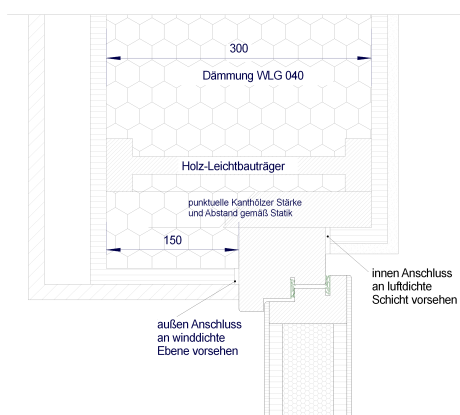 300
Dämmung WLG 040
Holz-Leichtbauträger
punktuelle Kanthölzer Stärke
und Abstand gemäß Statik
150
innen Anschluss
an luftdichte
Schicht vorsehen
außen Anschluss
an winddichte
Ebene vorsehen